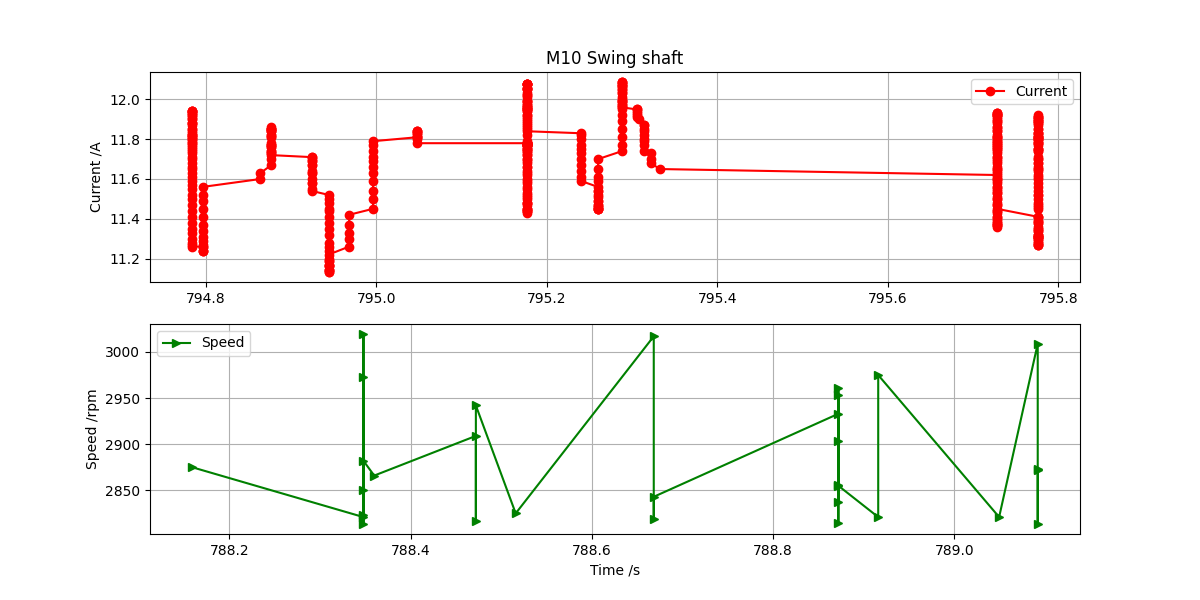 M10 Swing shaft
Current /A
12.0
11.8
11.6
11.4
11.2
Current
794.8 795.0 795.2 795.4 795.6 795.8
Speed /rpm
3000
2950
2900
2850
Speed
788.2 788.4 788.6 788.8 789.0
Time /s